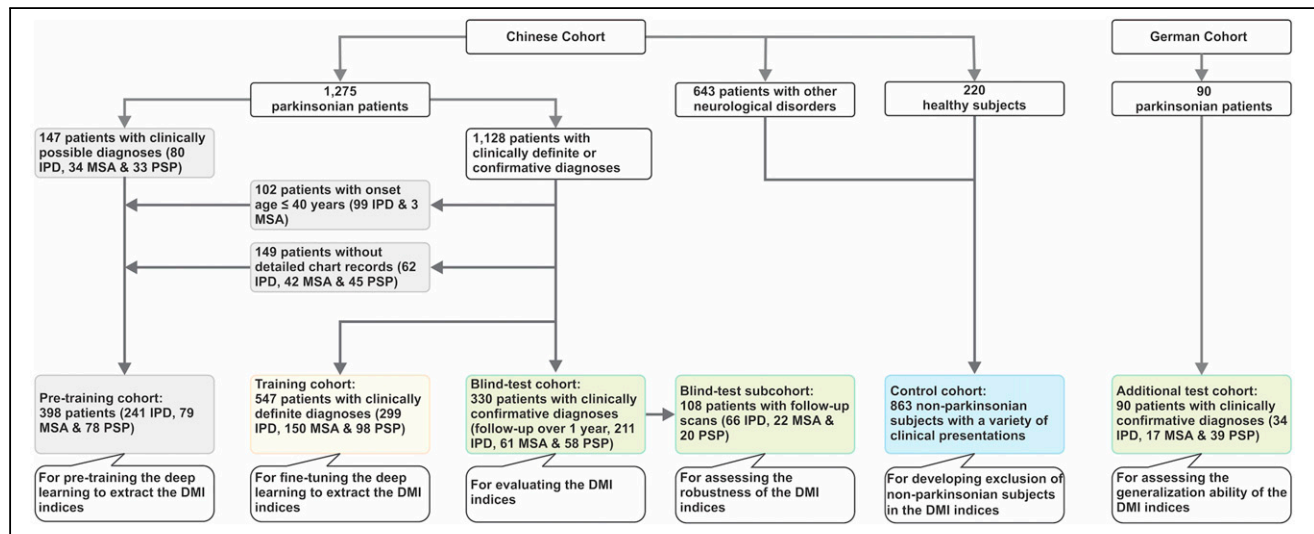 Chinese Cohort
German Cohort
1,275
parkinsonian patients
643 patients with other
neurological disorders
220
healthy subjects
90
parkinsonian patients
147 patients with clinically
possible diagnoses (80
IPD, 34 MSA & 33 PSP)
1,128 patients with
clinically definite or
confirmative diagnoses
102 patients with onset
age ≤ 40 years (99 IPD & 3
MSA)
149 patients without
detailed chart records (62
IPD, 42 MSA & 45 PSP)
Pre-training cohort:
398 patients (241 IPD, 79
MSA & 78 PSP)
Training cohort:
547 patients with clinically
definite diagnoses (299
IPD, 150 MSA & 98 PSP)
Blind-test cohort:
330 patients with clinically
confirmative diagnoses
(follow-up over 1 year, 211
IPD, 61 MSA & 58 PSP)
Blind-test subcohort:
108 patients with follow-up
scans (66 IPD, 22 MSA &
20 PSP)
Control cohort:
863 non-parkinsonian
subjects with a variety of
clinical presentations
Additional test cohort:
90 patients with clinically
confirmative diagnoses (34
IPD, 17 MSA & 39 PSP)
For pre-training the deep
learning to extract the DMI
indices
For fine-tuning the deep
learning to extract the DMI
indices
For evaluating the DMI
indices
For assessing the
robustness of the DMI
indices
For developing exclusion of
non-parkinsonian subjects
in the DMI indices
For assessing the
generalization ability of the
DMI indices